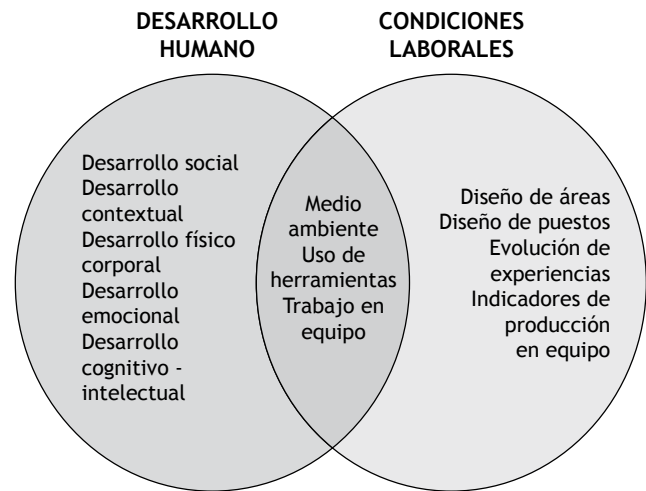 DESARROLLO
HUMANO
CONDICIONES
LABORALES
Desarrollo social
Desarrollo
contextual
Desarrollo físico
corporal
Desarrollo
emocional
Desarrollo
cognitivo -
intelectual
Medio
ambiente
Uso de
herramientas
Trabajo en
equipo
Diseño de áreas
Diseño de puestos
Evolución de
experiencias
Indicadores de
producción
en equipo